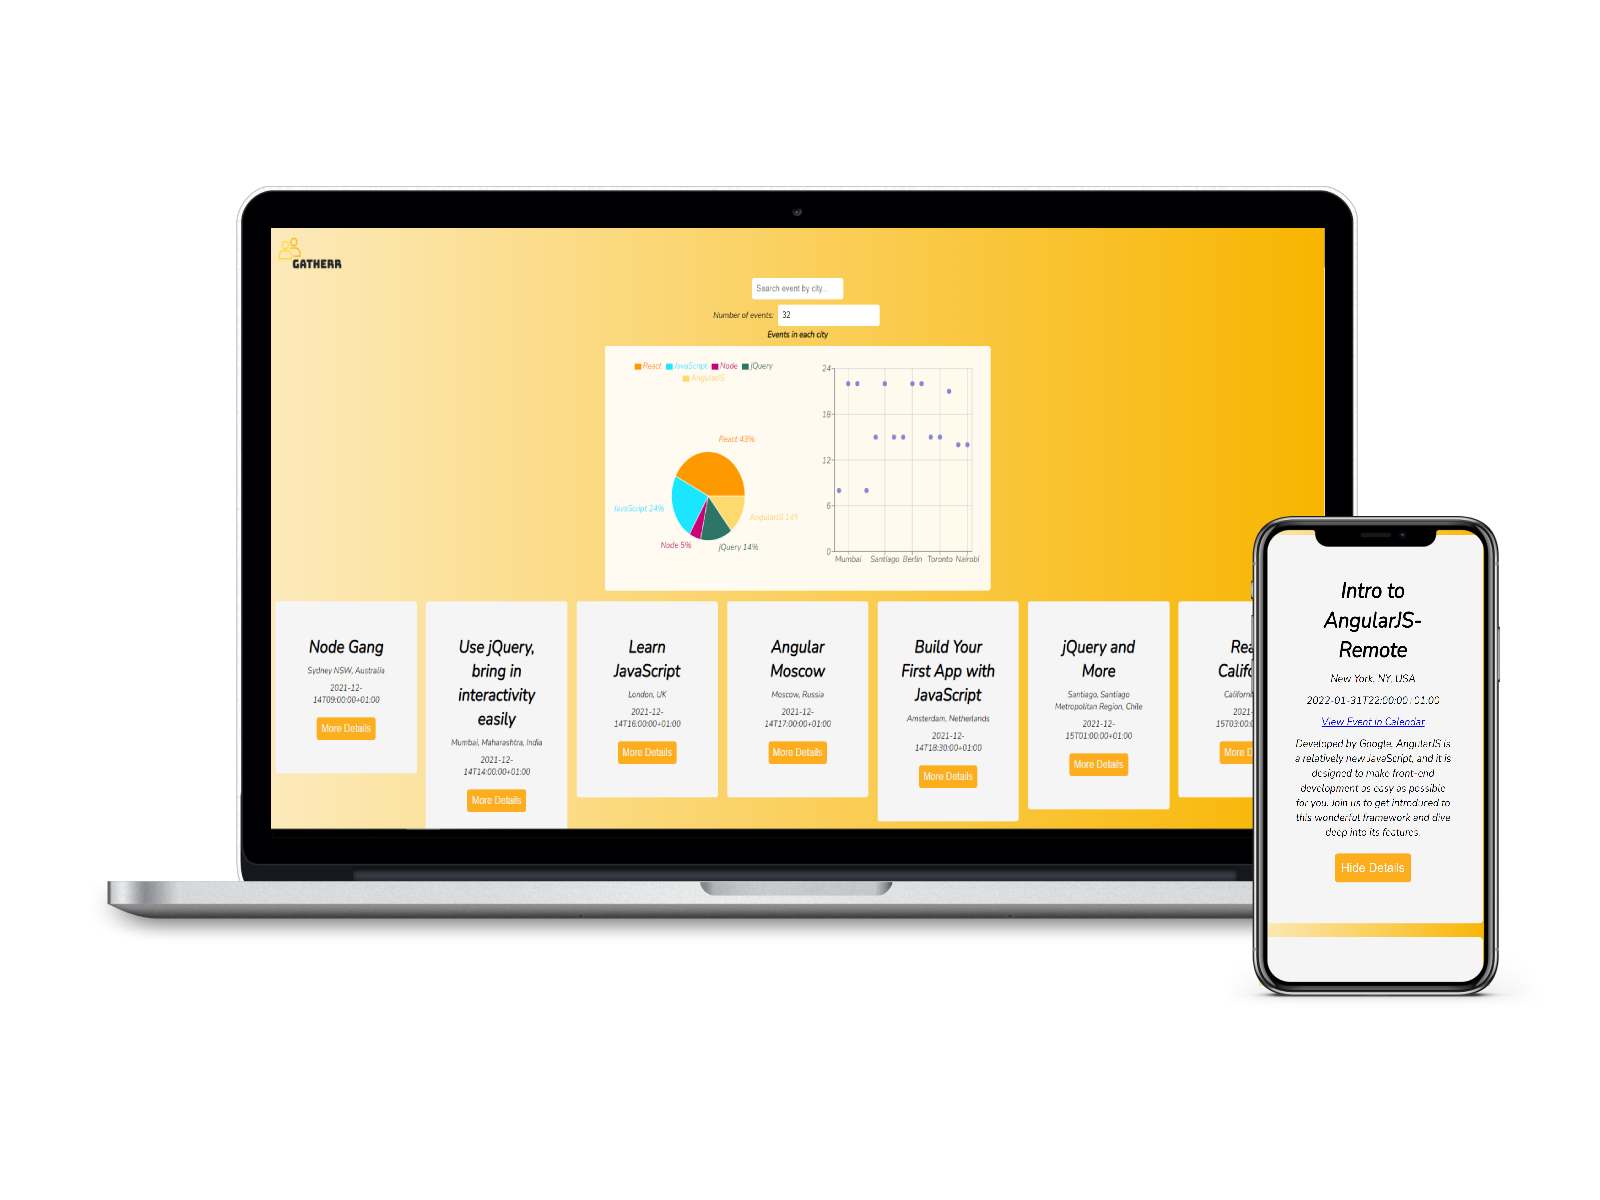 GATHERR
Search event by city...
Number of events: 32
Events in each city
React JavaScript Node jQuery
AngularJS
React 43%
JavaScript 24%
AngularJS 14%
Node 5%
jQuery 14%
24
18
12
6
0
Mumbai Santiago Berlin Toronto Nairobi
Node Gang
Sydney NSW, Australia
2021-12-
14T09:00:00+01:00
More Details
Use jQuery,
bring in
interactivity
easily
Mumbai, Maharashtra, India
2021-12-
14T14:00:00+01:00
More Details
Learn
JavaScript
London, UK
2021-12-
14T16:00:00+01:00
More Details
Angular
Moscow
Moscow, Russia
2021-12-
14T17:00:00+01:00
More Details
Build Your
First App with
JavaScript
Amsterdam, Netherlands
2021-12-
14T18:30:00+01:00
More Details
jQuery and
More
Santiago, Santiago
Metropolitan Region, Chile
2021-12-
15T01:00:00+01:00
More Details
Rea
Calif
Californ
2021-
15T03:00:0
More D
Intro to
AngularJS-
Remote
New York, NY, USA
2022-01-31T22:00:00+01:00
View Event in Calendar
Developed by Google, AngularJS is
a relatively new JavaScript, and it is
designed to make front-end
development as easy as possible
for you. Join us to get introduced to
this wonderful framework and dive
deep into its features.
Hide Details